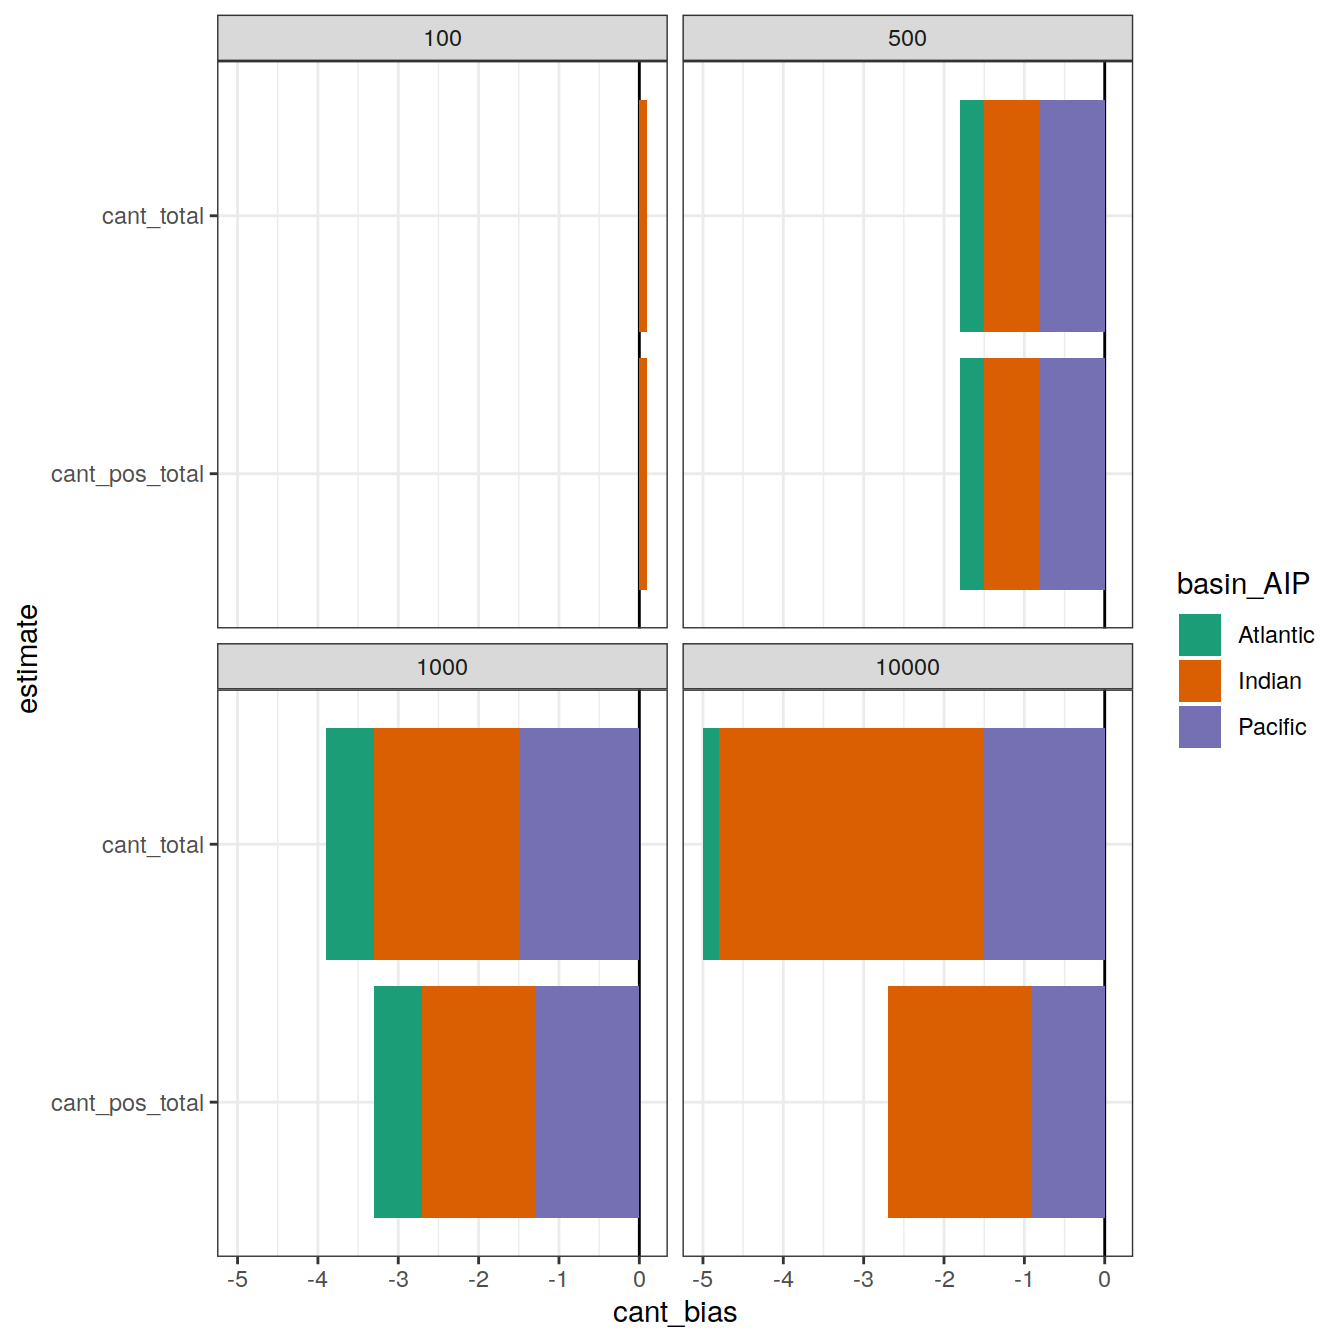 100
500
cant_total
cant_pos_total
estimate
1000
10000
cant_total
cant_pos_total
-5 -4 -3 -2 -1 0 -5 -4 -3 -2 -1 0
cant_bias
basin_AIP
Atlantic
Indian
Pacific